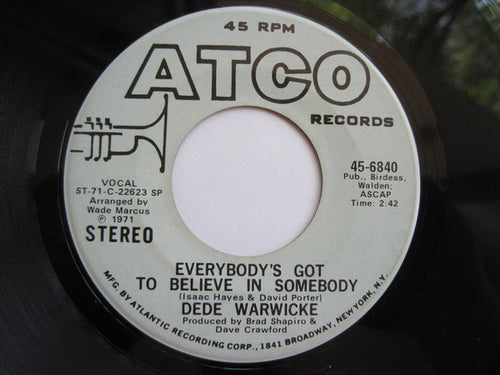 45 RPM
ATCO
RECORDS
VOCAL
ST-71-C-22623 SP
Arranged by
Wade Marcus
℗ 1971
STEREO
45-6840
Pub., Birdess,
Walden;
ASCAP
Time: 2:42
EVERYBODY'S GOT
TO BELIEVE IN SOMEBODY
(Isaac Hayes & David Porter)
DEDE WARWICKE
Produced by Brad Shapiro &
Dave Crawford
MFG. BY ATLANTIC RECORDING CORP., 1841 BROADWAY, NEW YORK, N.Y.